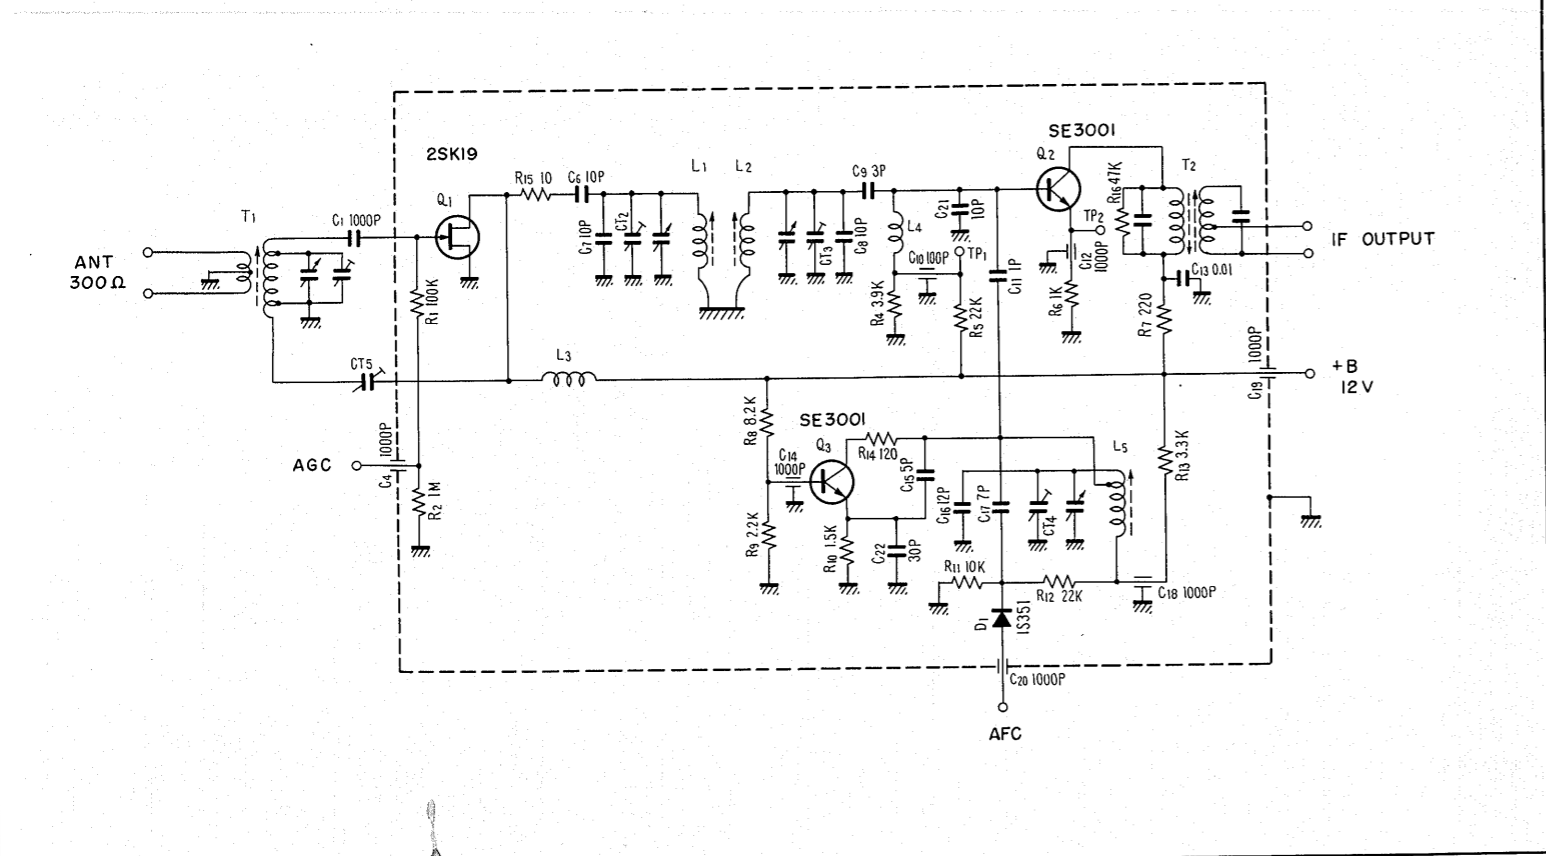 SE3001
Q2
2SK19
R15 10
C6 10P
L1
L2
C9 3P
R16 47K
T2
Q1
T1
C1 1000P
C7 10P
CT2
CT3
C8 10P
L4
C21 10P
TP2
TP1
IF OUTPUT
ANT
300Ω
R1 100K
C10 100P
C11 1P
C12 1000P
C13 0.01
R4 3.9K
R5 22K
R6 1K
R7 220
CT5
L3
C19 1000P
+B
12V
R8 8.2K
SE3001
Q3
R14 120
L5
R13 3.3K
AGC
C4 1000P
C14
1000P
C15 5P
R2 1M
C16 12P
C17 7P
CT4
R9 2.2K
R10 1.5K
C22 30P
R11 10K
R12 22K
C18 1000P
D1 1S351
C20 1000P
AFC